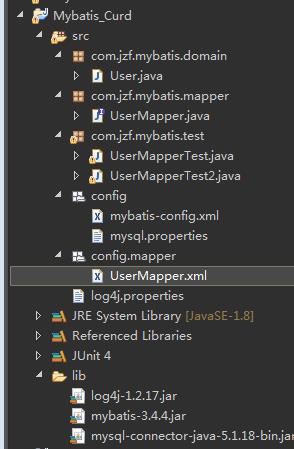 Mybatis_Curd
src
com.jzf.mybatis.domain
User.java
com.jzf.mybatis.mapper
UserMapper.java
com.jzf.mybatis.test
UserMapperTest.java
UserMapperTest2.java
config
mybatis-config.xml
mysql.properties
config.mapper
UserMapper.xml
log4j.properties
JRE System Library [JavaSE-1.8]
Referenced Libraries
JUnit 4
lib
log4j-1.2.17.jar
mybatis-3.4.4.jar
mysql-connector-java-5.1.18-bin.jar